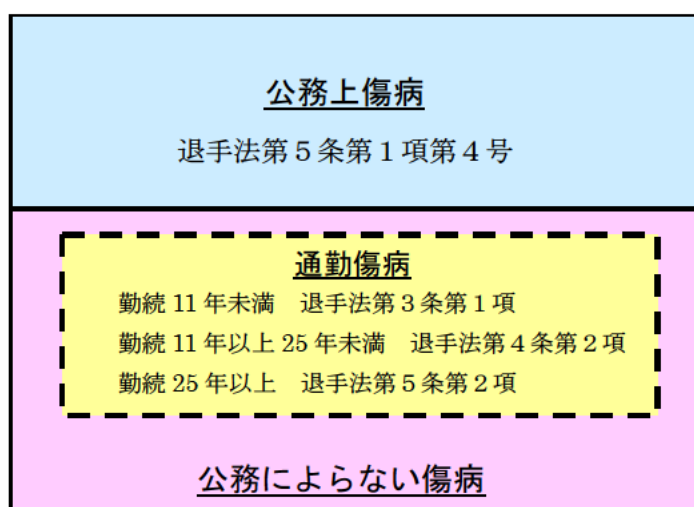 公務上傷病
退手法第５条第１項第４号
通勤傷病
勤続 11 年未満　退手法第３条第１項
勤続 11 年以上 25 年未満　退手法第４条第２項
勤続 25 年以上　退手法第５条第２項
公務によらない傷病